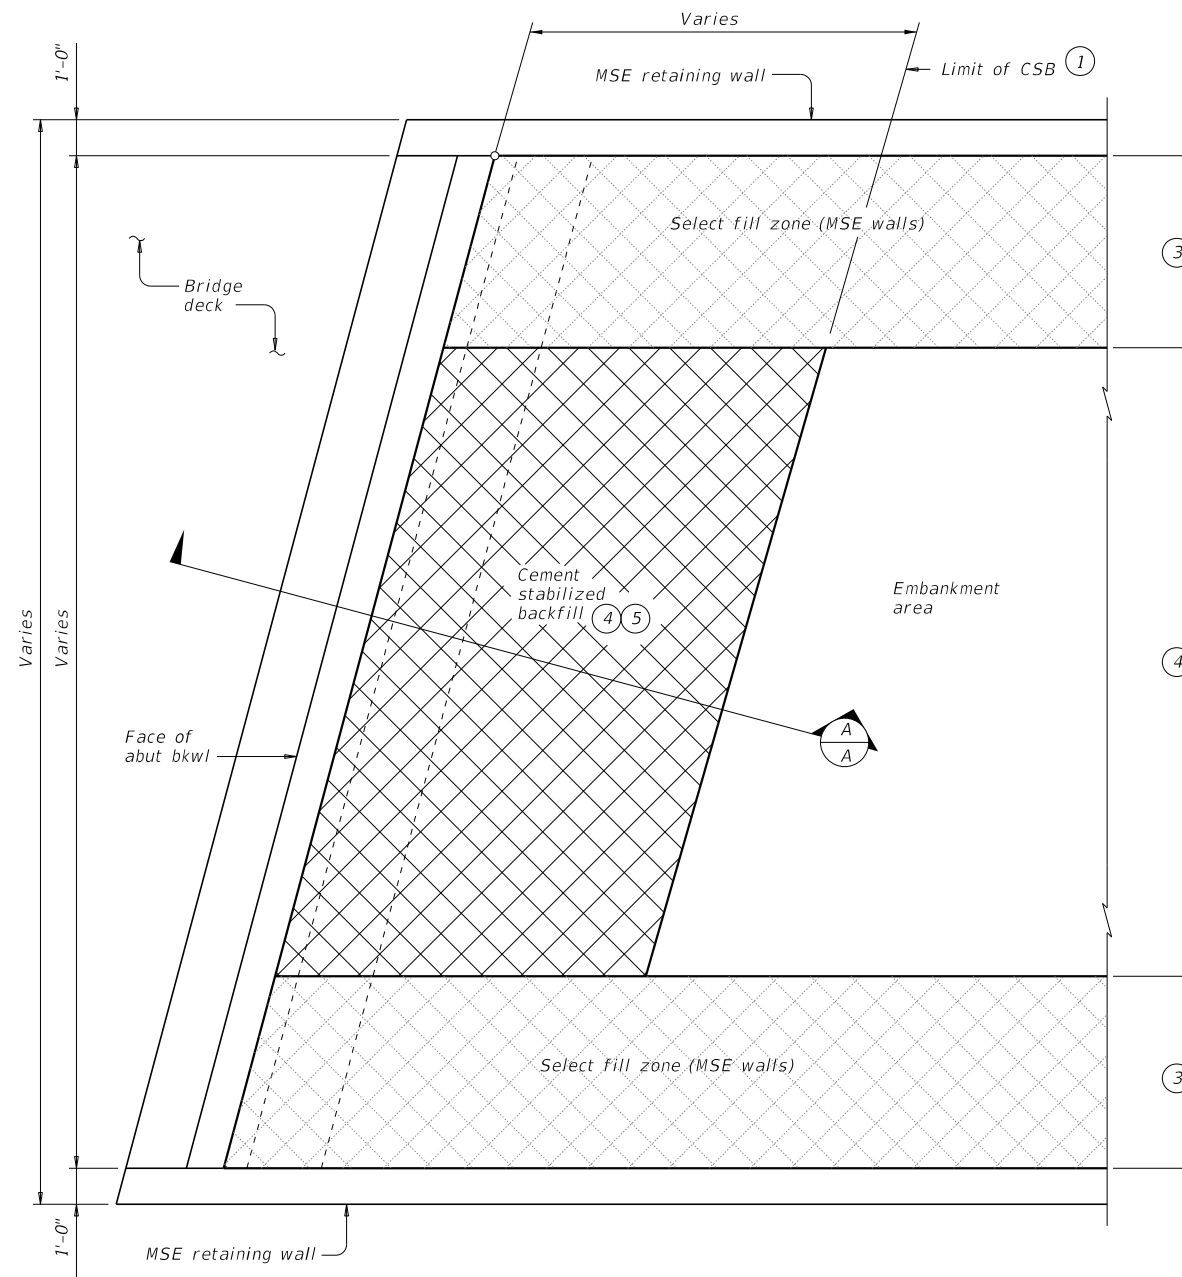 Varies
1'-0"
MSE retaining wall
Limit of CSB 1
Select fill zone (MSE walls)
3
Bridge
deck
Cement
stabilized
backfill 4 5
Embankment
area
Varies
Varies
4
Face of
abut bkwl
A
A
Select fill zone (MSE walls)
3
1'-0"
MSE retaining wall